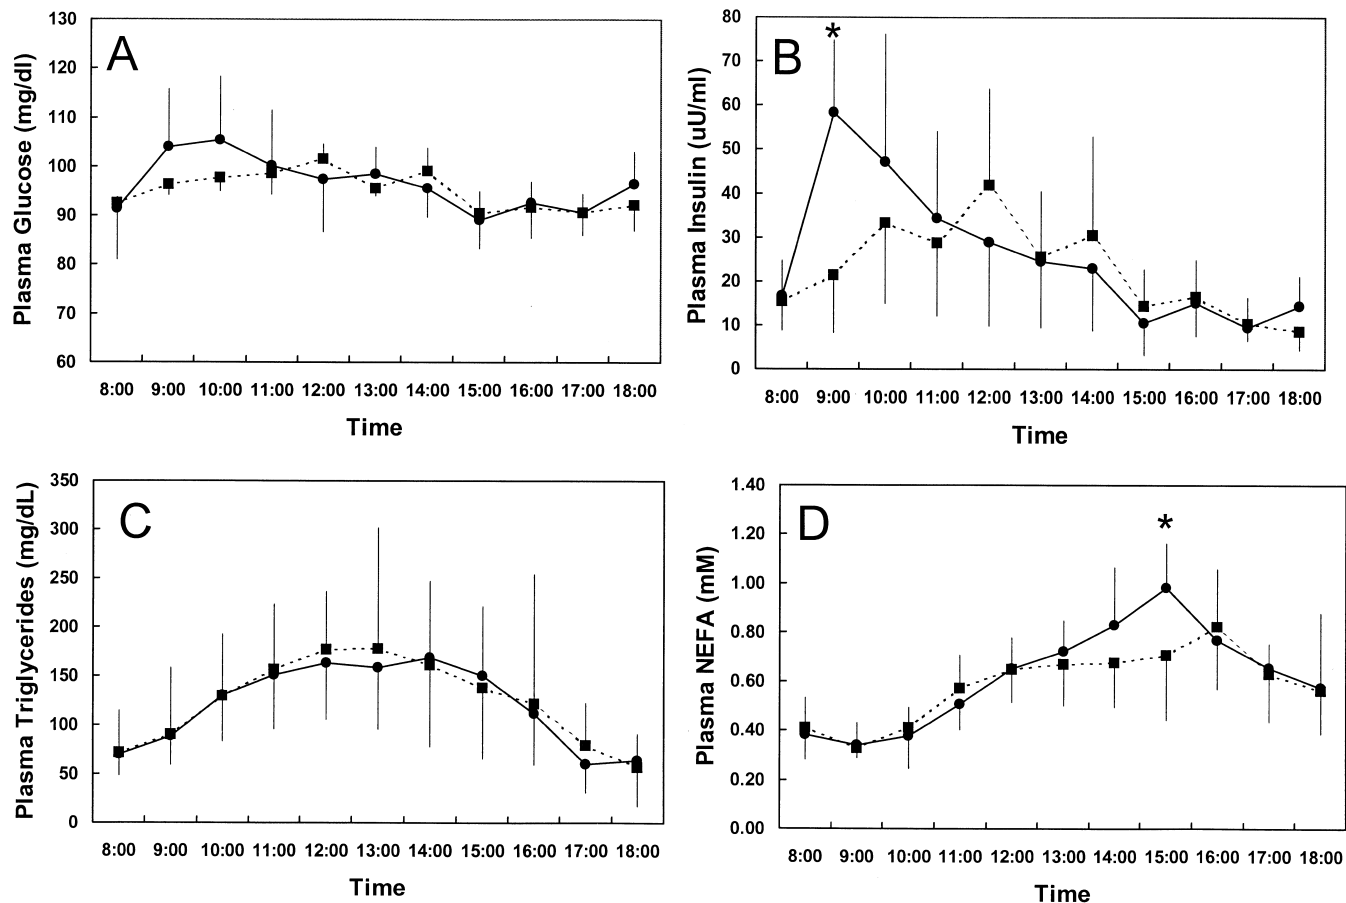 A
Plasma Glucose (mg/dl)
130
120
110
100
90
80
70
60
8:00 9:00 10:00 11:00 12:00 13:00 14:00 15:00 16:00 17:00 18:00
Time
B
*
Plasma Insulin (uU/ml)
80
70
60
50
40
30
20
10
0
8:00 9:00 10:00 11:00 12:00 13:00 14:00 15:00 16:00 17:00 18:00
Time
C
Plasma Triglycerides (mg/dL)
350
300
250
200
150
100
50
0
8:00 9:00 10:00 11:00 12:00 13:00 14:00 15:00 16:00 17:00 18:00
Time
D
*
Plasma NEFA (mM)
1.40
1.20
1.00
0.80
0.60
0.40
0.20
0.00
8:00 9:00 10:00 11:00 12:00 13:00 14:00 15:00 16:00 17:00 18:00
Time